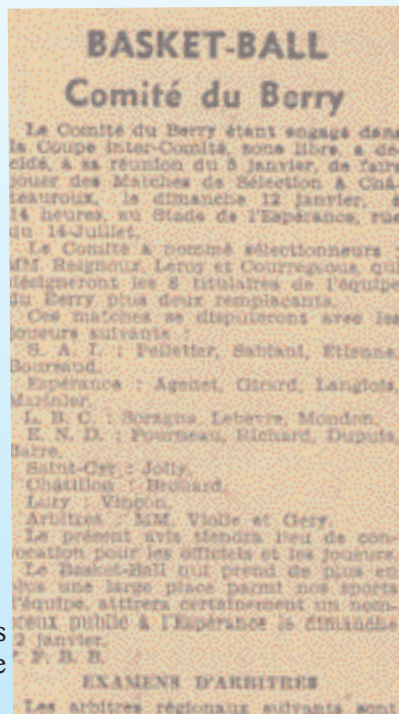 BASKET-BALL
Comité du Berry
Le Comité du Berry étant engagé dans
la Coupe Inter-Comité, zone libre, a dé-
cidé, à sa réunion du 5 janvier, de faire
jouer des Matches de Sélection à Châ-
teauroux, le dimanche 12 janvier, à
14 heures, au Stade de l'Espérance, rue
du 14-Juillet.
Le Comité a nommé sélectionneurs :
MM. Reignoux, Leroy et Courregeous, qui
désigneront les 8 titulaires de l'équipe
du Berry plus deux remplaçants.
Ces matches se disputeront avec les
joueurs suivants :
S. A. I. : Pelletier, Sabtani, Etienne,
Boursaud.
Espérance : Agenet, Girard, Langlois,
Marinier.
L. B. C. : Soragna, Lebevre, Mondon.
E. N. D. : Fourneau, Richard, Dupuis,
Barre.
Saint-Cyr : Jolly.
Châtillon : Brouard.
Lury : Vinçon.
Arbitres : MM. Violle et Gery.
Le présent avis tiendra lieu de con-
vocation pour les officiels et les joueurs.
Le Basket-Ball qui prend de plus en
plus une large place parmi nos sports
d'équipe, attirera certainement un nom-
breux public à l'Espérance le dimanche
12 janvier.
F. F. B. B.
EXAMENS D'ARBITRES
Les arbitres régionaux suivants sont
s
e